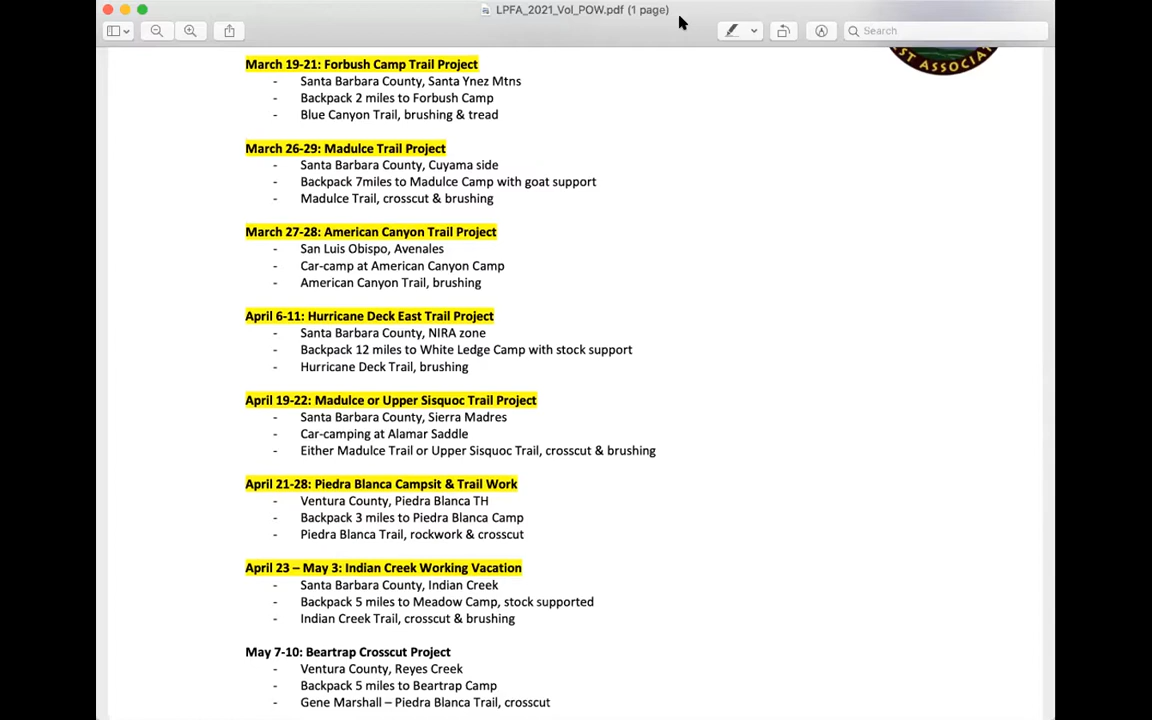 LPFA_2021_Vol_POW.pdf (1 page)
Search
ST ASSOCIAT
March 19-21: Forbush Camp Trail Project
- Santa Barbara County, Santa Ynez Mtns
- Backpack 2 miles to Forbush Camp
- Blue Canyon Trail, brushing & tread
March 26-29: Madulce Trail Project
- Santa Barbara County, Cuyama side
- Backpack 7miles to Madulce Camp with goat support
- Madulce Trail, crosscut & brushing
March 27-28: American Canyon Trail Project
- San Luis Obispo, Avenales
- Car-camp at American Canyon Camp
- American Canyon Trail, brushing
April 6-11: Hurricane Deck East Trail Project
- Santa Barbara County, NIRA zone
- Backpack 12 miles to White Ledge Camp with stock support
- Hurricane Deck Trail, brushing
April 19-22: Madulce or Upper Sisquoc Trail Project
- Santa Barbara County, Sierra Madres
- Car-camping at Alamar Saddle
- Either Madulce Trail or Upper Sisquoc Trail, crosscut & brushing
April 21-28: Piedra Blanca Campsit & Trail Work
- Ventura County, Piedra Blanca TH
- Backpack 3 miles to Piedra Blanca Camp
- Piedra Blanca Trail, rockwork & crosscut
April 23 – May 3: Indian Creek Working Vacation
- Santa Barbara County, Indian Creek
- Backpack 5 miles to Meadow Camp, stock supported
- Indian Creek Trail, crosscut & brushing
May 7-10: Beartrap Crosscut Project
- Ventura County, Reyes Creek
- Backpack 5 miles to Beartrap Camp
- Gene Marshall – Piedra Blanca Trail, crosscut